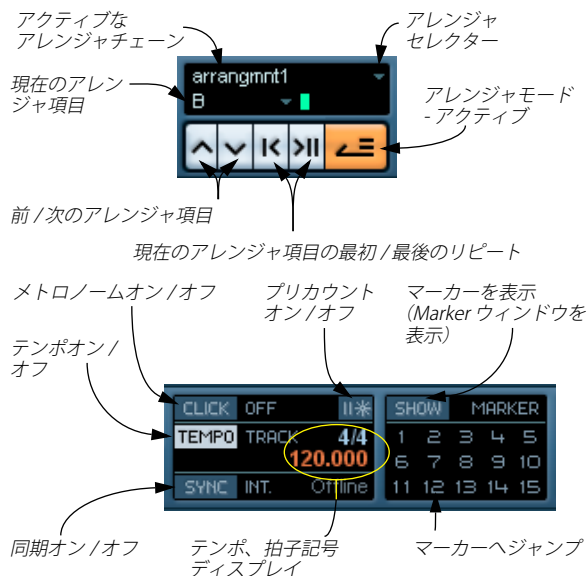 アクティブな
アレンジャチェーン
アレンジャ
セレクター
現在のアレン
ジャ項目
arrangmnt1
B
アレンジャモード
- アクティブ
前 / 次のアレンジャ項目
現在のアレンジャ項目の最初 / 最後のリピート
メトロノームオン / オフ
プリカウント
オン / オフ
マーカーを表示
（Marker ウィンドウを
表示）
テンポオン /
オフ
CLICK OFF
SHOW MARKER
TEMPO TRACK 4/4
120.000
1 2 3 4 5
6 7 8 9 10
SYNC INT. Offline
11 12 13 14 15
同期オン / オフ
テンポ、拍子記号
ディスプレイ
マーカーへジャンプ